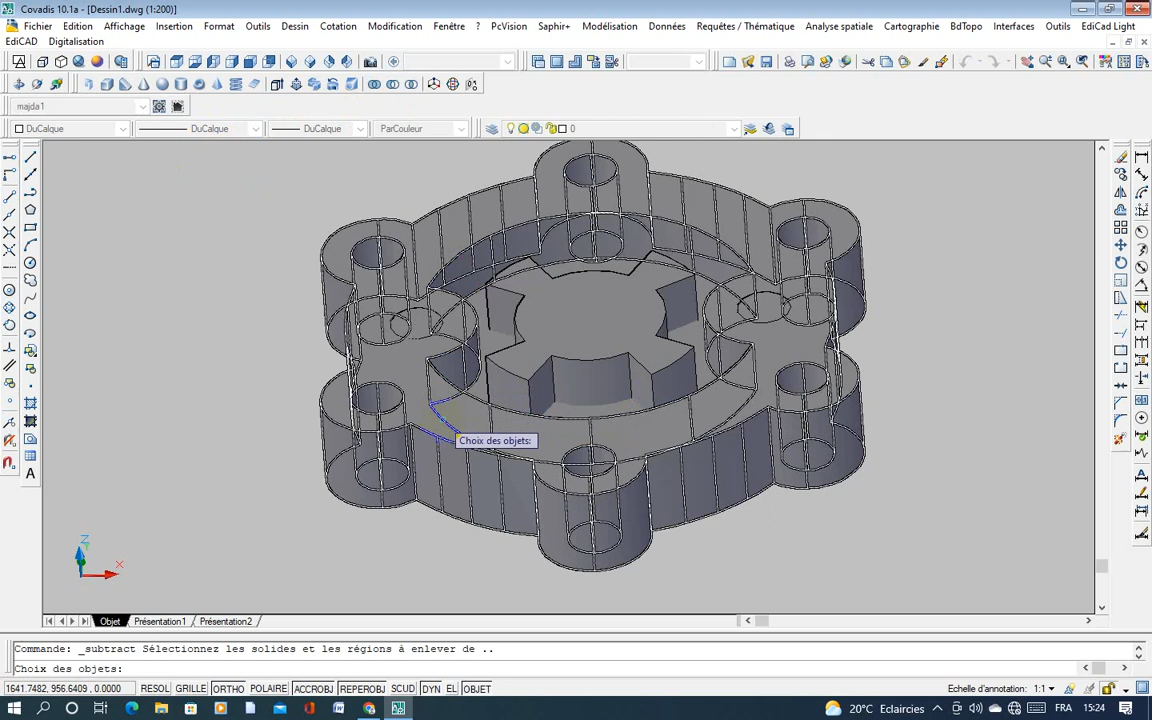 Covadis 10.1a - [Dessin1.dwg (1:200)]
Fichier Edition Affichage Insertion Format Outils Dessin Cotation Modification Fenêtre ? PcVision Saphir+ Modélisation Données Requêtes / Thématique Analyse spatiale Cartographie BdTopo Interfaces Outils EdiCad Light
EdiCAD Digitalisation
majda1
DuCalque DuCalque DuCalque ParCouleur 0
Choix des objets:
Z
Y
X
Objet Présentation1 Présentation2
Commande: _subtract Sélectionnez les solides et les régions à enlever de ..
Choix des objets:
1641.7482, 956.6409 , 0.0000 RESOL GRILLE ORTHO POLAIRE ACCROBJ REPEROBJ SCUD DYN EL OBJET Echelle d'annotation: 1:1
20°C Eclaircies FRA 15:24